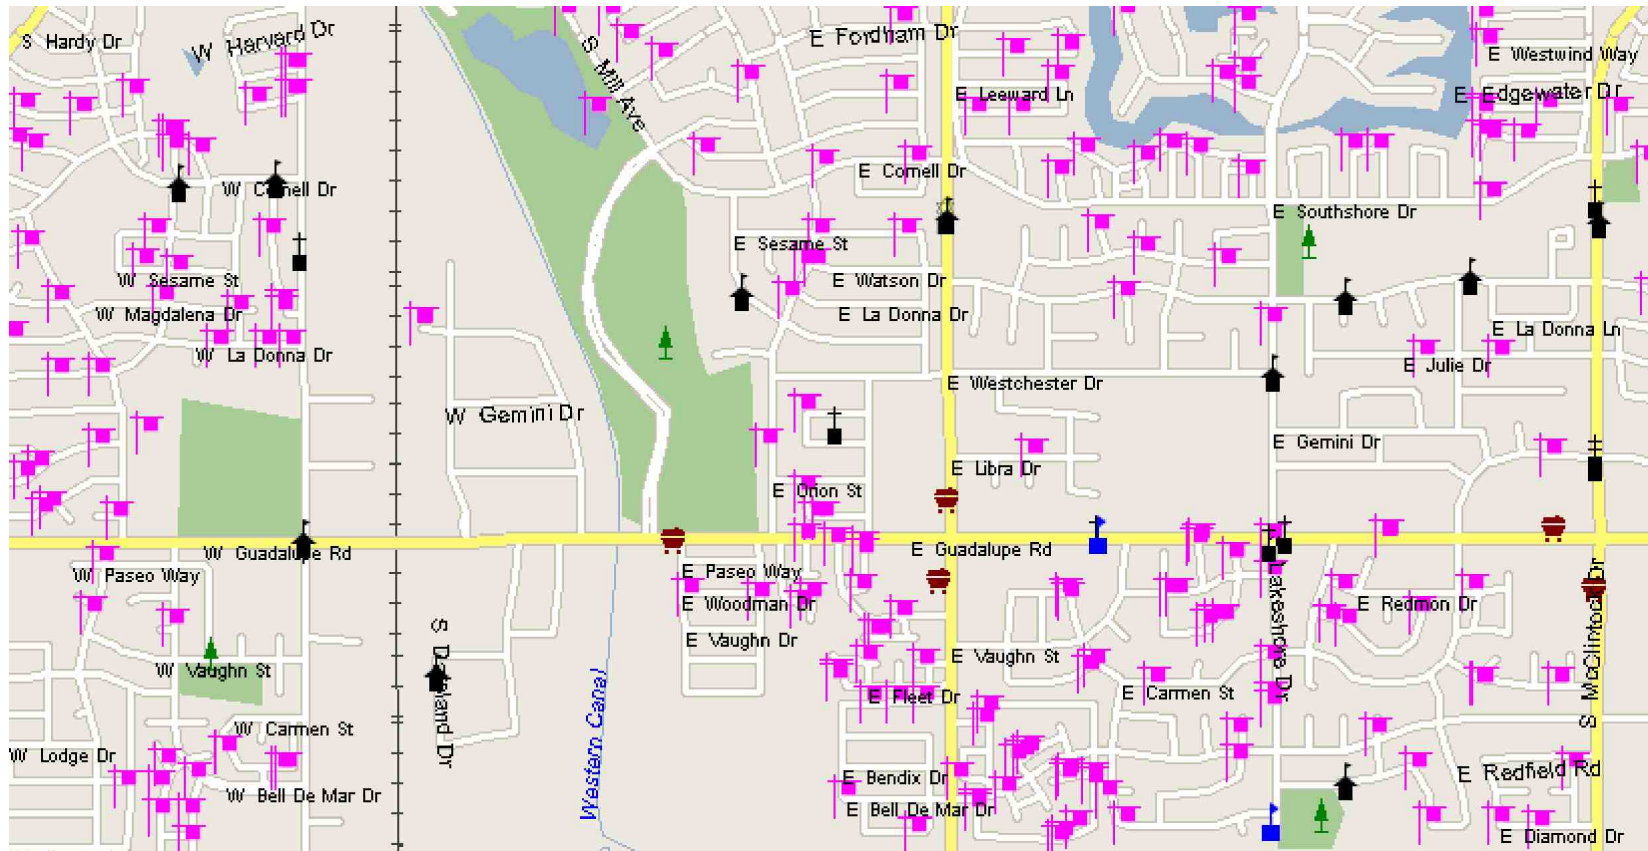 S Hardy Dr
W Harvard Dr
S Mill Ave
E Fordham Dr
E Westwind Way
E Leeward Ln
E Edgewater Dr
E Cornell Dr
W Cornell Dr
E Southshore Dr
E Sesame St
W Sesame St
E Watson Dr
W Magdalena Dr
E La Donna Dr
E La Donna Ln
W La Donna Dr
E Julie Dr
E Westchester Dr
W Gemini Dr
E Gemini Dr
E Libra Dr
E Orion St
W Guadalupe Rd
E Guadalupe Rd
W Paseo Way
E Paseo Way
E Woodman Dr
E Redmon Dr
Lakeshore Dr
S McClintock Dr
E Vaughn Dr
E Vaughn St
W Vaughn St
E Carmen St
E Fleet Dr
Western Canal
W Carmen St
W Lodge Dr
E Bendix Dr
E Redfield Rd
W Bell De Mar Dr
E Bell De Mar Dr
E Diamond Dr